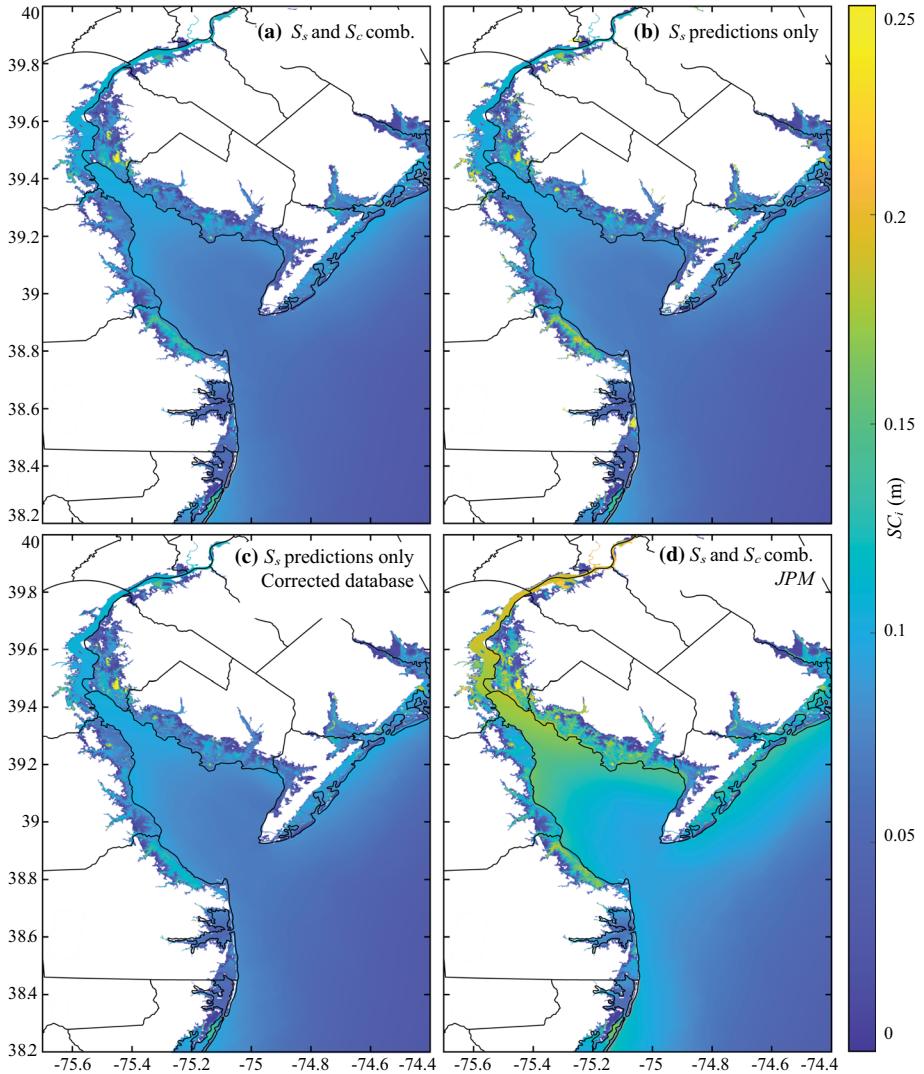 (a) Ss and Sc comb.
(b) Ss predictions only
(c) Ss predictions only
Corrected database
(d) Ss and Sc comb.
JPM
40
39.8
39.6
39.4
39.2
39
38.8
38.6
38.4
38.2
40
39.8
39.6
39.4
39.2
39
38.8
38.6
38.4
38.2
-75.6 -75.4 -75.2 -75 -74.8 -74.6 -74.4
-75.6 -75.4 -75.2 -75 -74.8 -74.6 -74.4
0.25
0.2
0.15
SCi (m)
0.1
0.05
0